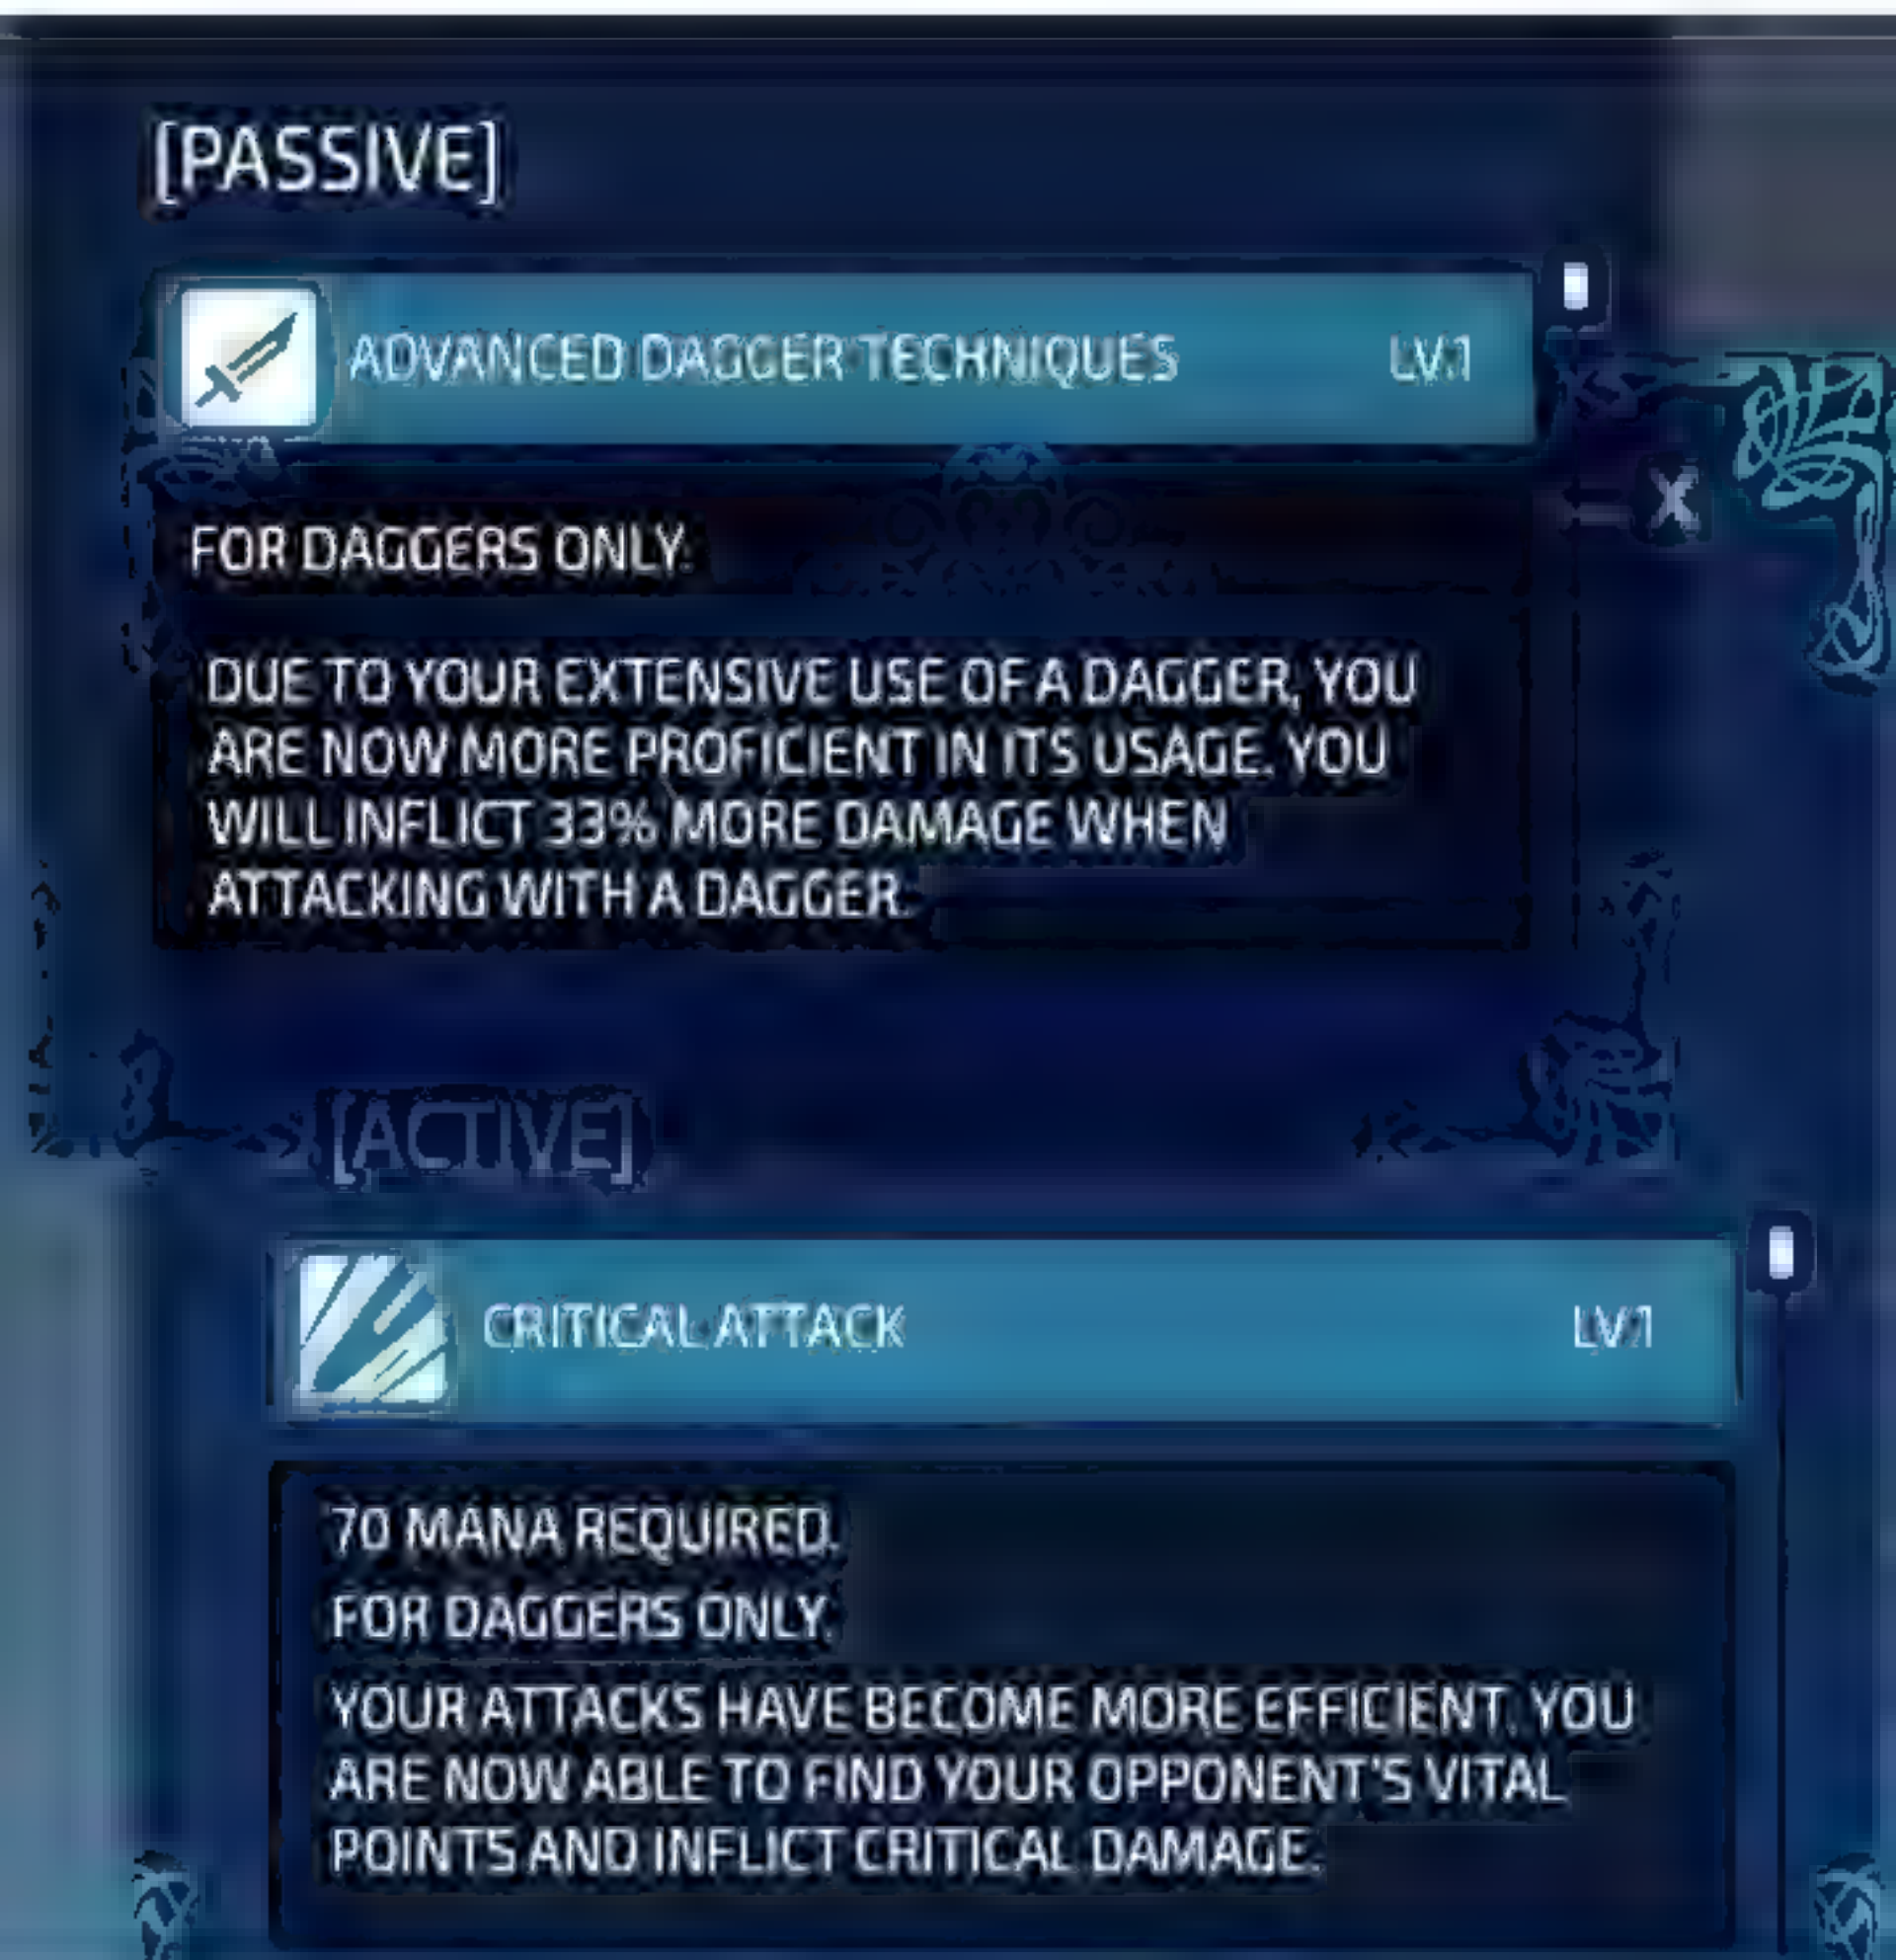 [PASSIVE]
ADVANCED DAGGER TECHNIQUES LV.1
X
FOR DAGGERS ONLY.
DUE TO YOUR EXTENSIVE USE OF A DAGGER, YOU
ARE NOW MORE PROFICIENT IN ITS USAGE. YOU
WILL INFLICT 33% MORE DAMAGE WHEN
ATTACKING WITH A DAGGER.
[ACTIVE]
CRITICAL ATTACK LV.1
70 MANA REQUIRED.
FOR DAGGERS ONLY.
YOUR ATTACKS HAVE BECOME MORE EFFICIENT. YOU
ARE NOW ABLE TO FIND YOUR OPPONENT'S VITAL
POINTS AND INFLICT CRITICAL DAMAGE.